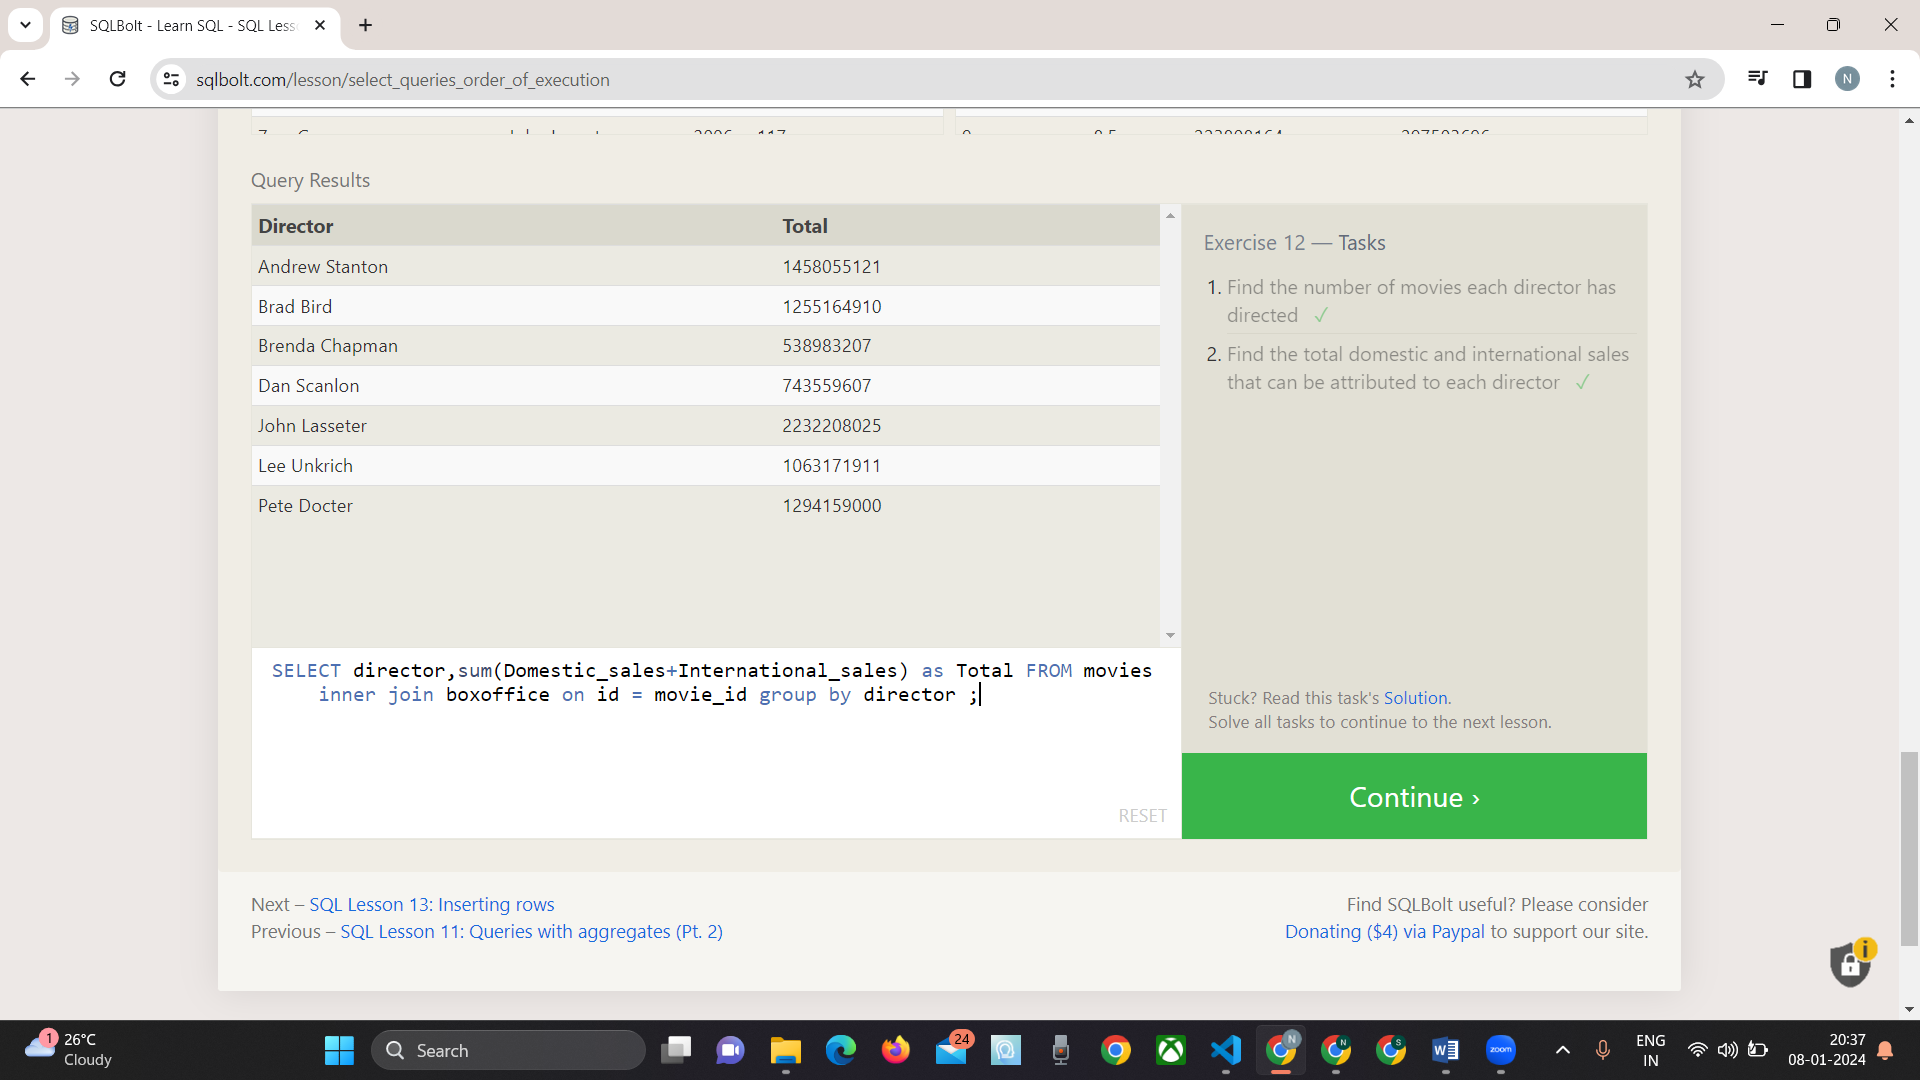 SQLBolt - Learn SQL - SQL Less
sqlbolt.com/lesson/select_queries_order_of_execution
N
Query Results
Director Total
Andrew Stanton 1458055121
Brad Bird 1255164910
Brenda Chapman 538983207
Dan Scanlon 743559607
John Lasseter 2232208025
Lee Unkrich 1063171911
Pete Docter 1294159000
Exercise 12 — Tasks
1. Find the number of movies each director has
directed ✓
2. Find the total domestic and international sales
that can be attributed to each director ✓
SELECT director,sum(Domestic_sales+International_sales) as Total FROM movies
inner join boxoffice on id = movie_id group by director ;
RESET
Stuck? Read this task's Solution.
Solve all tasks to continue to the next lesson.
Continue ›
Next – SQL Lesson 13: Inserting rows
Previous – SQL Lesson 11: Queries with aggregates (Pt. 2)
Find SQLBolt useful? Please consider
Donating ($4) via Paypal to support our site.
1
26°C
Cloudy
Search
24
N
N
S
zoom
ENG
IN
20:37
08-01-2024